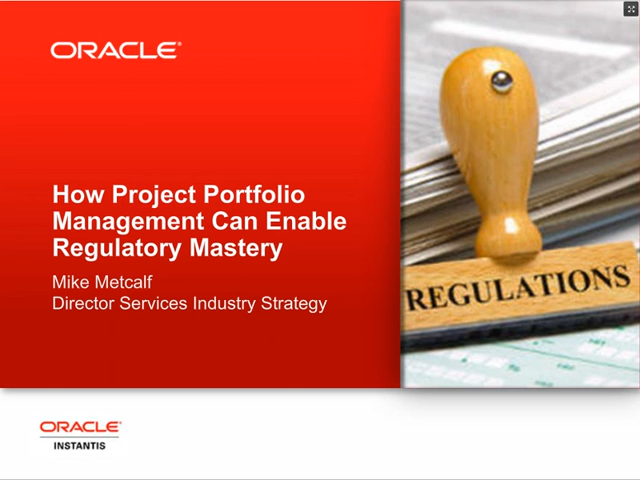 ORACLE®
How Project Portfolio
Management Can Enable
Regulatory Mastery
Mike Metcalf
Director Services Industry Strategy
REGULATIONS
ORACLE®
INSTANTIS